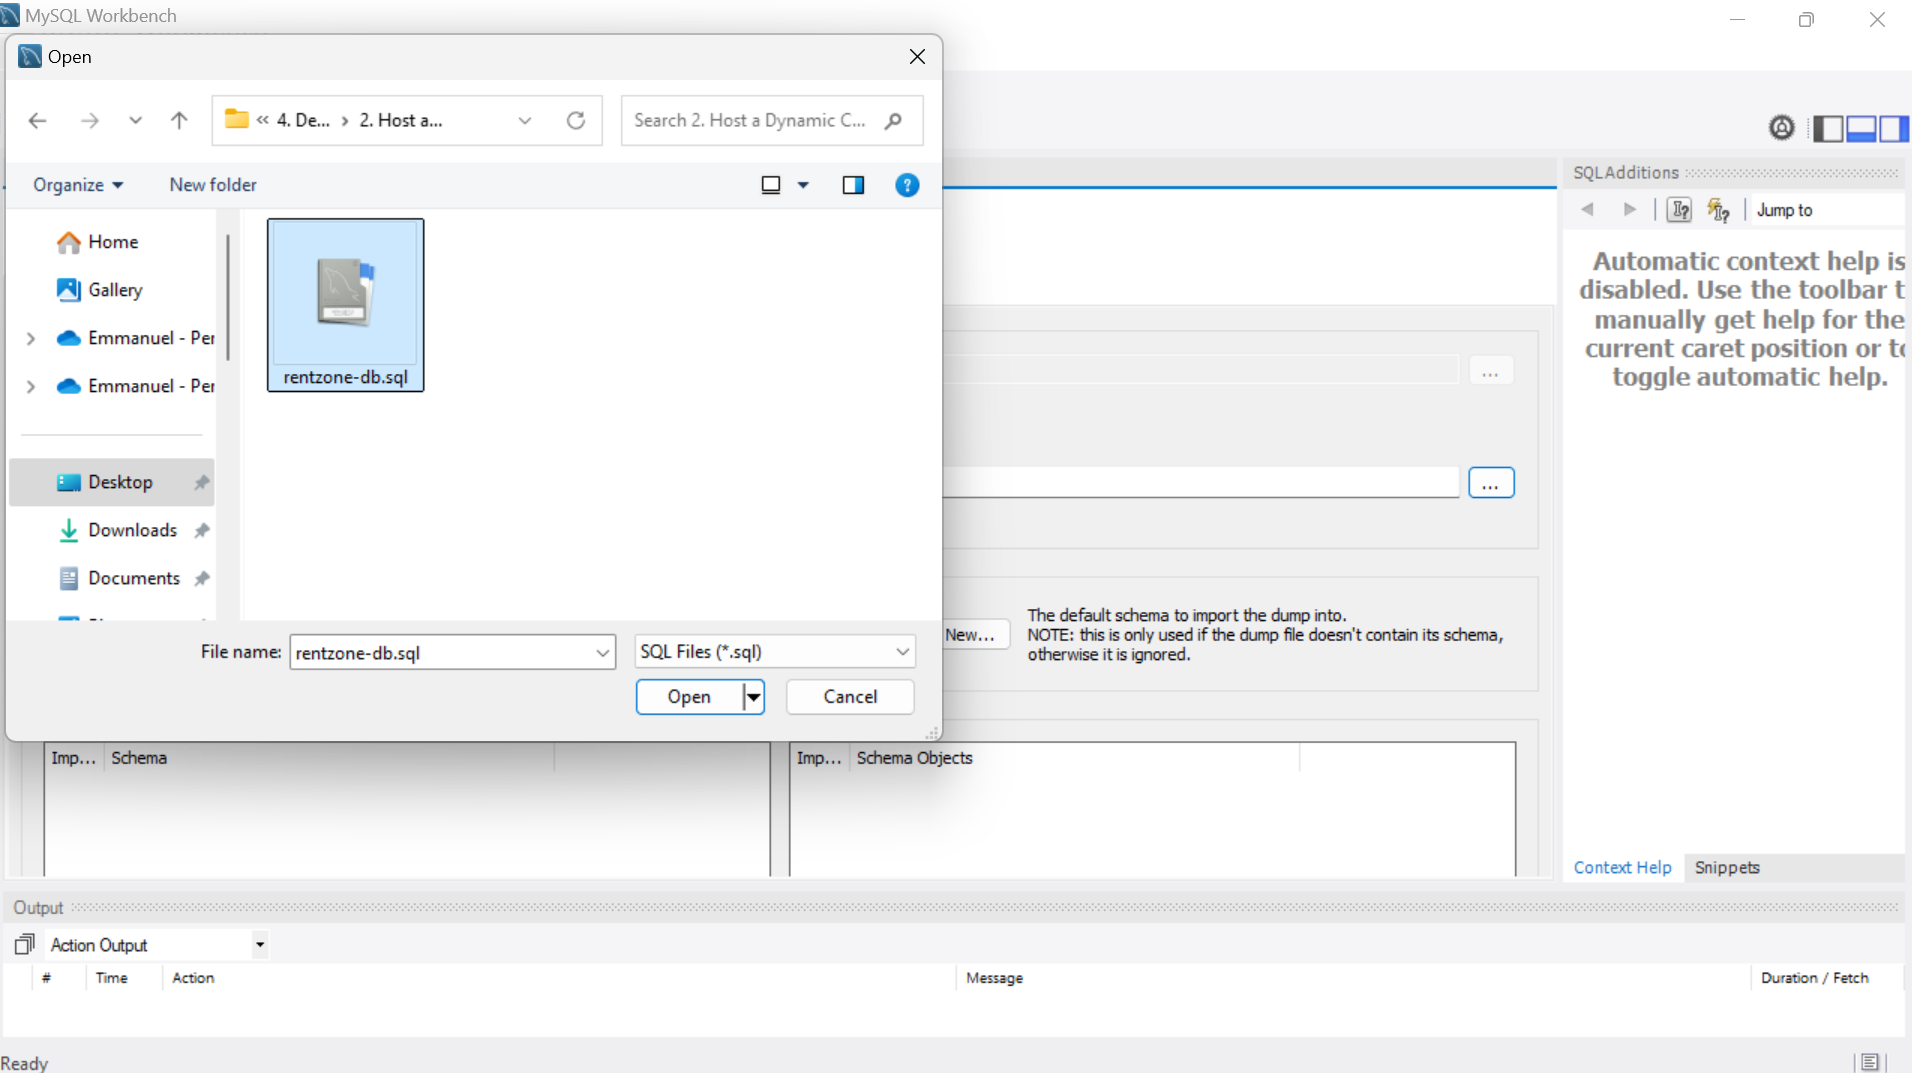 MySQL Workbench
Open
« 4. De... › 2. Host a...
Search 2. Host a Dynamic C...
Organize
New folder
?
Home
Gallery
Emmanuel - Per
Emmanuel - Per
Desktop
Downloads
Documents
rentzone-db.sql
File name:
rentzone-db.sql
SQL Files (*.sql)
Open
Cancel
...
...
New...
The default schema to import the dump into.
NOTE: this is only used if the dump file doesn't contain its schema,
otherwise it is ignored.
Imp...
Schema
Imp...
Schema Objects
SQLAdditions
Jump to
Automatic context help is
disabled. Use the toolbar t
manually get help for the
current caret position or to
toggle automatic help.
Context Help
Snippets
Output
Action Output
#
Time
Action
Message
Duration / Fetch
Ready